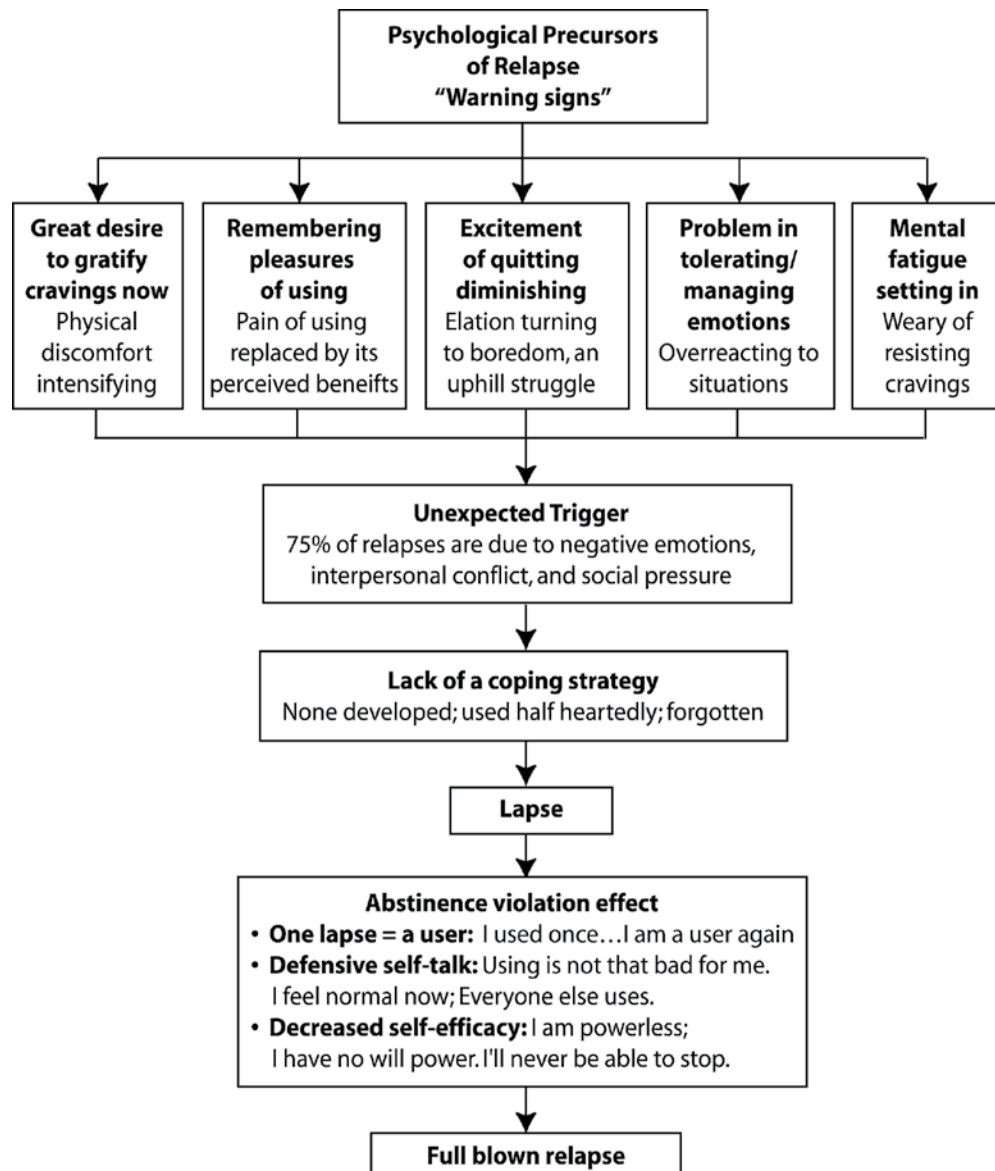 Psychological Precursors
of Relapse
“Warning signs”
Great desire
to gratify
cravings now
Physical
discomfort
intensifying
Remembering
pleasures
of using
Pain of using
replaced by its
perceived beneifts
Excitement
of quitting
diminishing
Elation turning
to boredom, an
uphill struggle
Problem in
tolerating/
managing
emotions
Overreacting to
situations
Mental
fatigue
setting in
Weary of
resisting
cravings
Unexpected Trigger
75% of relapses are due to negative emotions,
interpersonal conflict, and social pressure
Lack of a coping strategy
None developed; used half heartedly; forgotten
Lapse
Abstinence violation effect
• One lapse = a user: I used once…I am a user again
• Defensive self-talk: Using is not that bad for me.
I feel normal now; Everyone else uses.
• Decreased self-efficacy: I am powerless;
I have no will power. I'll never be able to stop.
Full blown relapse